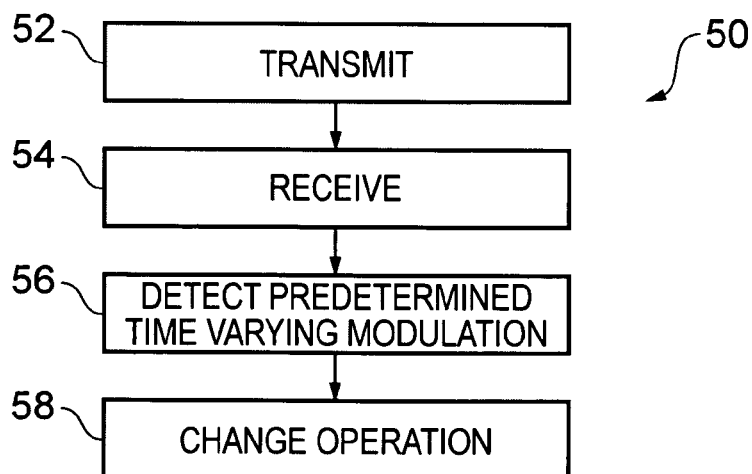 52
TRANSMIT
50
54
RECEIVE
56
DETECT PREDETERMINED
TIME VARYING MODULATION
58
CHANGE OPERATION